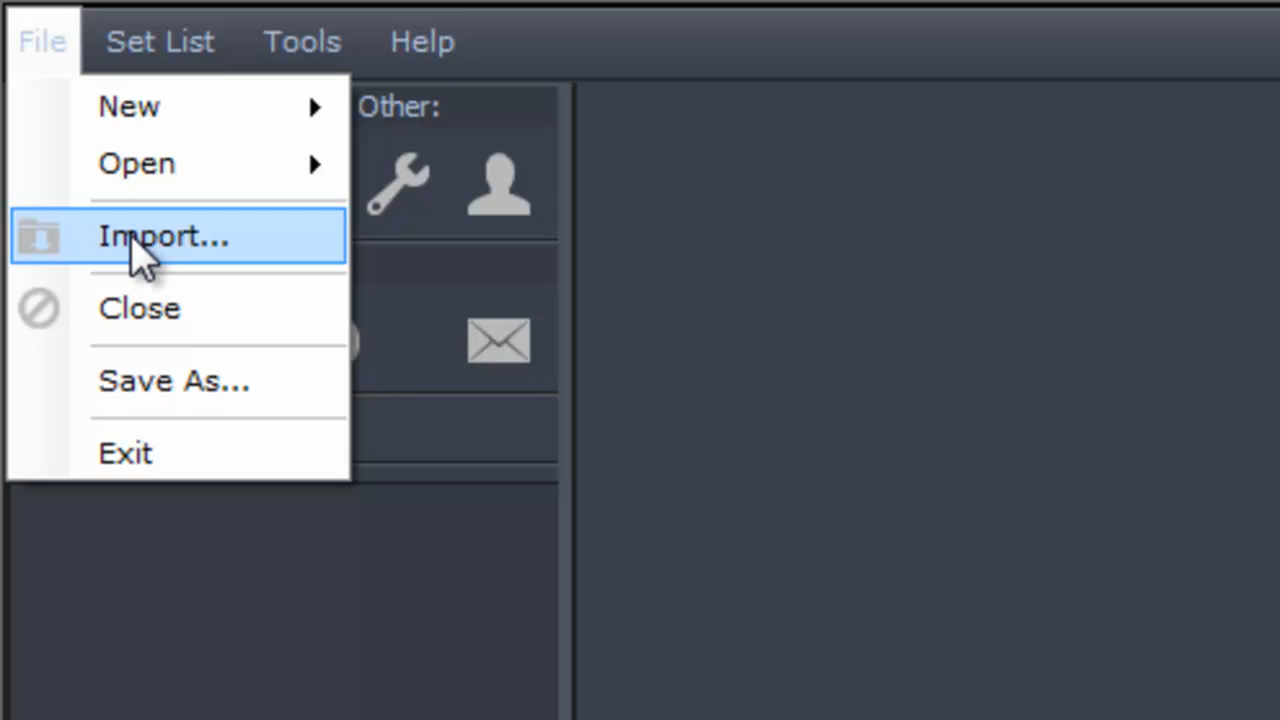 File Set List Tools Help
New
Other:
Open
Import...
Close
Save As...
Exit